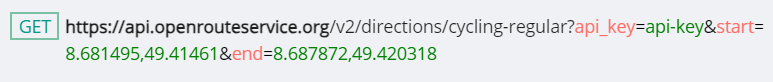 GET https://api.openrouteservice.org/v2/directions/cycling-regular?api_key=api-key&start=
8.681495,49.41461&end=8.687872,49.420318